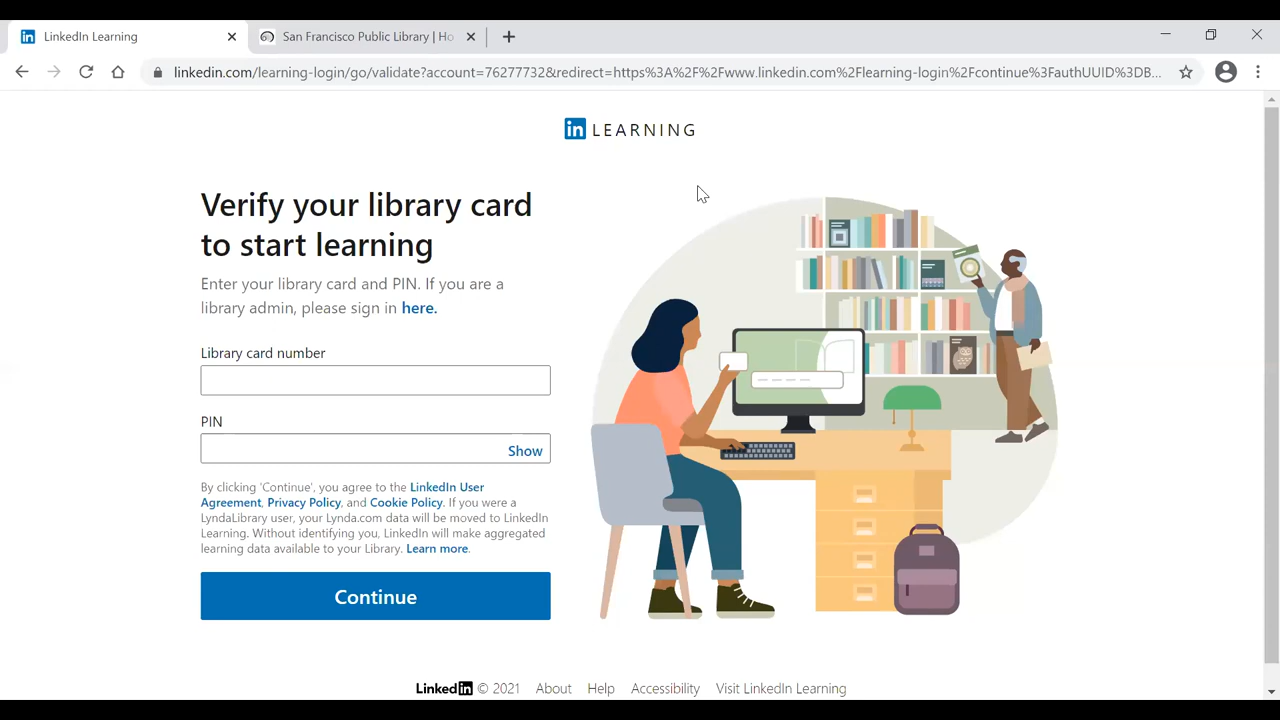 LinkedIn Learning
San Francisco Public Library | Ho
linkedin.com/learning-login/go/validate?account=76277732&redirect=https%3A%2F%2Fwww.linkedin.com%2Flearning-login%2Fcontinue%3FauthUUID%3DB...
in LEARNING
Verify your library card
to start learning
Enter your library card and PIN. If you are a
library admin, please sign in here.
Library card number
PIN
Show
By clicking 'Continue', you agree to the LinkedIn User
Agreement, Privacy Policy, and Cookie Policy. If you were a
LyndaLibrary user, your Lynda.com data will be moved to LinkedIn
Learning. Without identifying you, LinkedIn will make aggregated
learning data available to your Library. Learn more.
Continue
Linkedin © 2021 About Help Accessibility Visit LinkedIn Learning